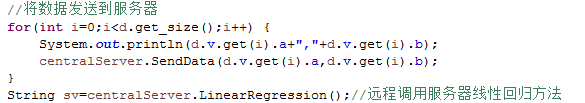 //将数据发送到服务器
for(int i=0;i<d.get_size();i++) {
    System.out.println(d.v.get(i).a+","+d.v.get(i).b);
    centralServer.SendData(d.v.get(i).a,d.v.get(i).b);
}
String sv=centralServer.LinearRegression();//远程调用服务器线性回归方法